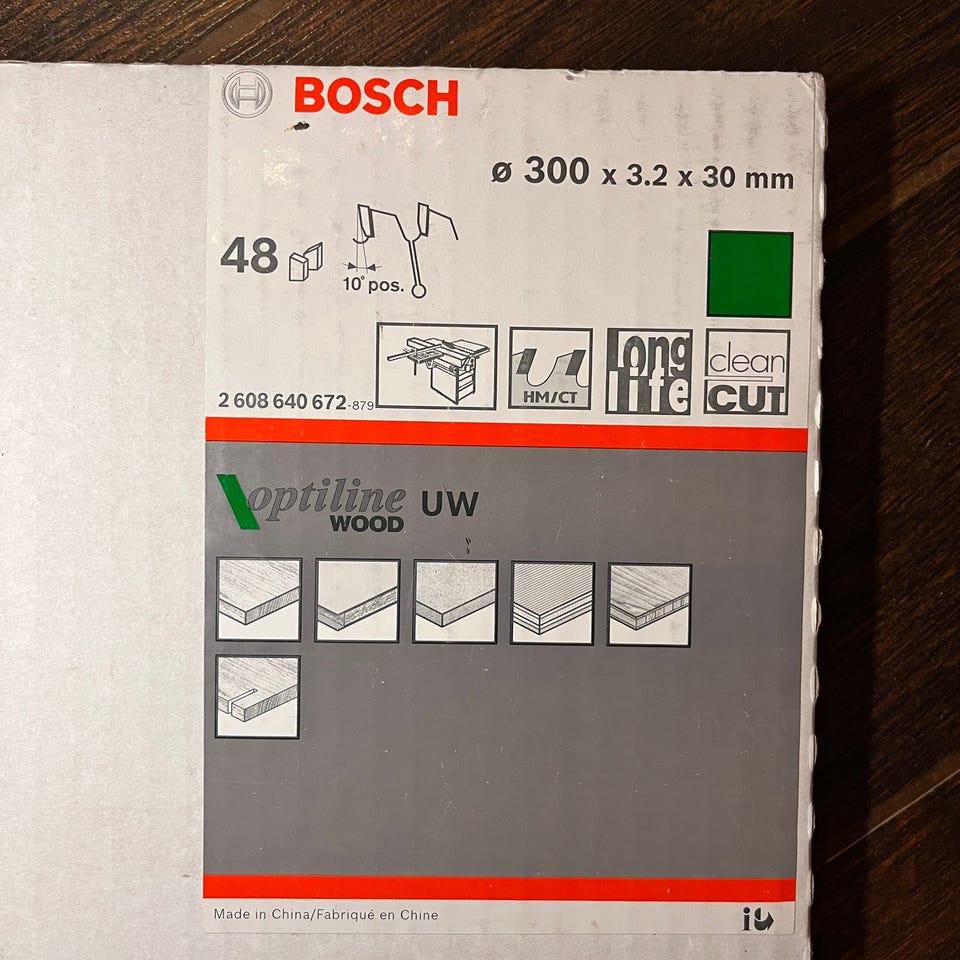 BOSCH
ø 300 x 3.2 x 30 mm
48
10° pos.
HM/CT
long life
clean CUT
2 608 640 672-879
optiline UW
WOOD
Made in China/Fabriqué en Chine